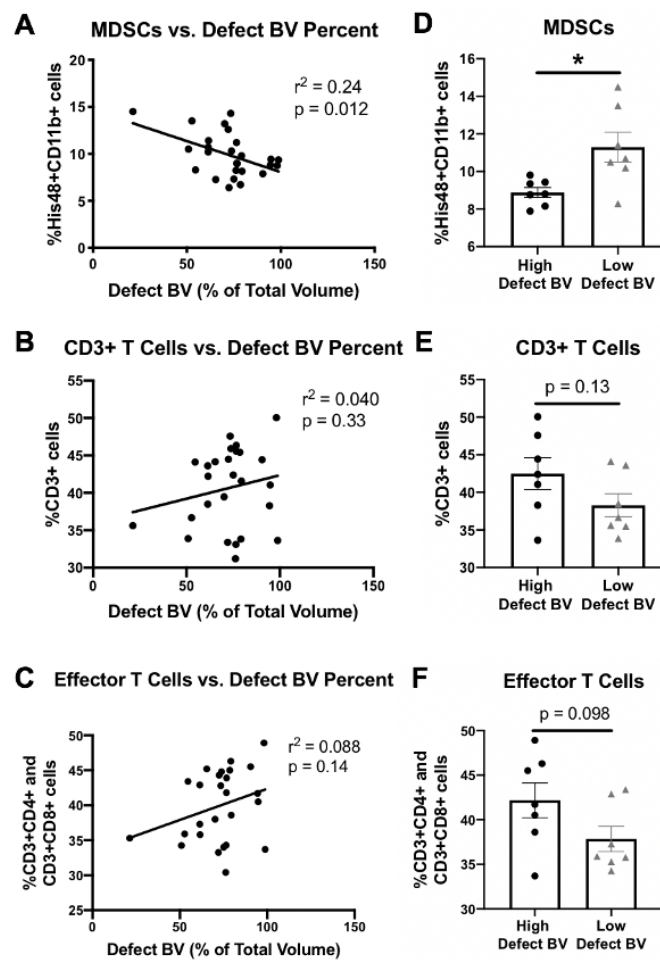 A
MDSCs vs. Defect BV Percent
%His48+CD11b+ cells
20
15
10
5
0
r² = 0.24
p = 0.012
0 50 100 150
Defect BV (% of Total Volume)
D
MDSCs
*
%His48+CD11b+ cells
16
14
12
10
8
6
High
Defect BV
Low
Defect BV
B
CD3+ T Cells vs. Defect BV Percent
%CD3+ cells
55
50
45
40
35
30
r² = 0.040
p = 0.33
0 50 100 150
Defect BV (% of Total Volume)
E
CD3+ T Cells
p = 0.13
%CD3+ cells
55
50
45
40
35
30
High
Defect BV
Low
Defect BV
C
Effector T Cells vs. Defect BV Percent
%CD3+CD4+ and
CD3+CD8+ cells
50
45
40
35
30
25
r² = 0.088
p = 0.14
0 50 100 150
Defect BV (% of Total Volume)
F
Effector T Cells
p = 0.098
%CD3+CD4+ and
CD3+CD8+ cells
50
45
40
35
30
High
Defect BV
Low
Defect BV